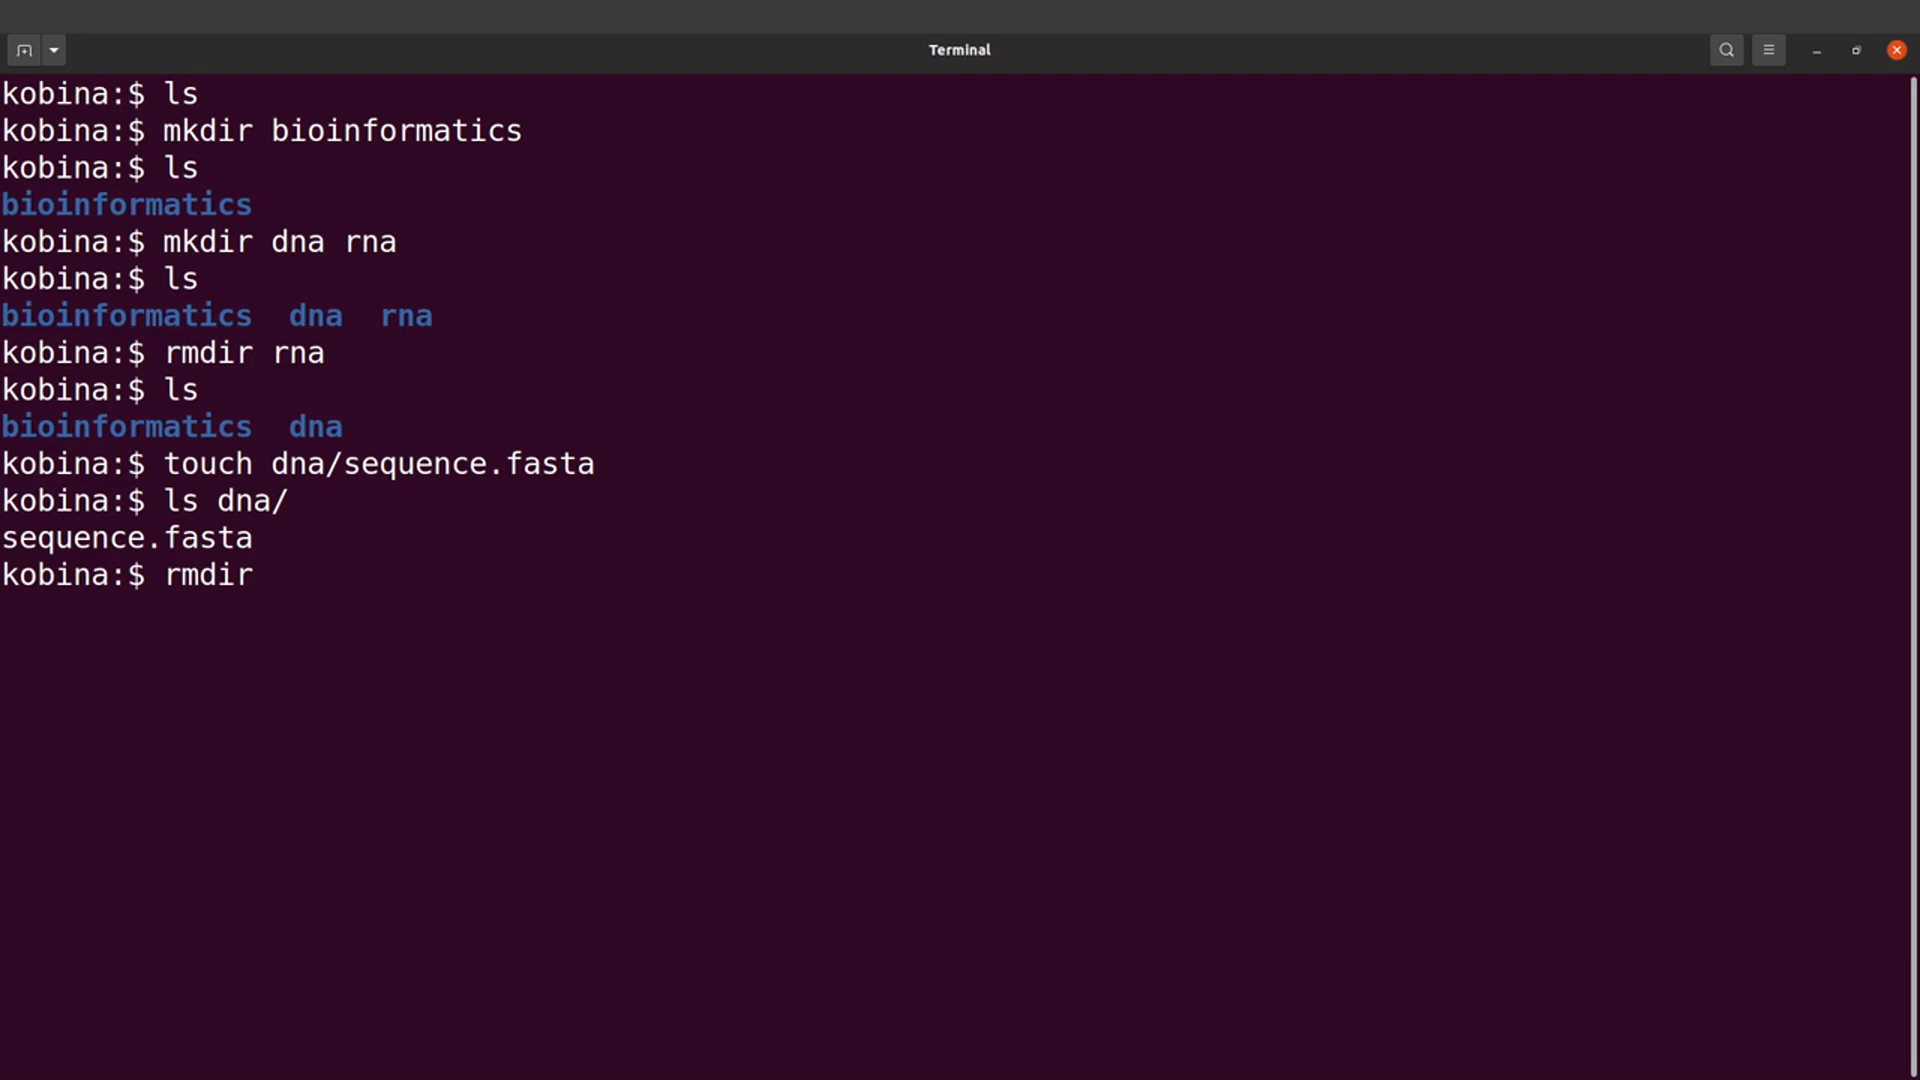 Terminal
kobina:$ ls
kobina:$ mkdir bioinformatics
kobina:$ ls
bioinformatics
kobina:$ mkdir dna rna
kobina:$ ls
bioinformatics  dna  rna
kobina:$ rmdir rna
kobina:$ ls
bioinformatics  dna
kobina:$ touch dna/sequence.fasta
kobina:$ ls dna/
sequence.fasta
kobina:$ rmdir